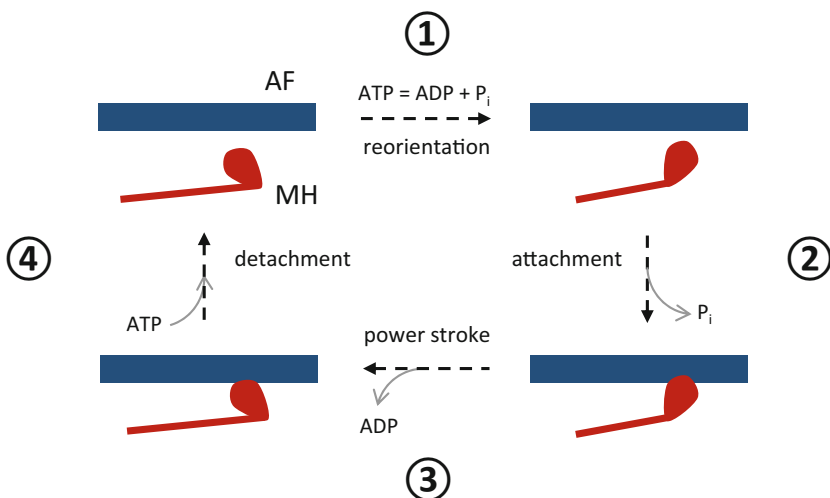 ①
AF
ATP = ADP + Pᵢ
reorientation
MH
④
detachment
attachment
②
ATP
Pᵢ
power stroke
ADP
③